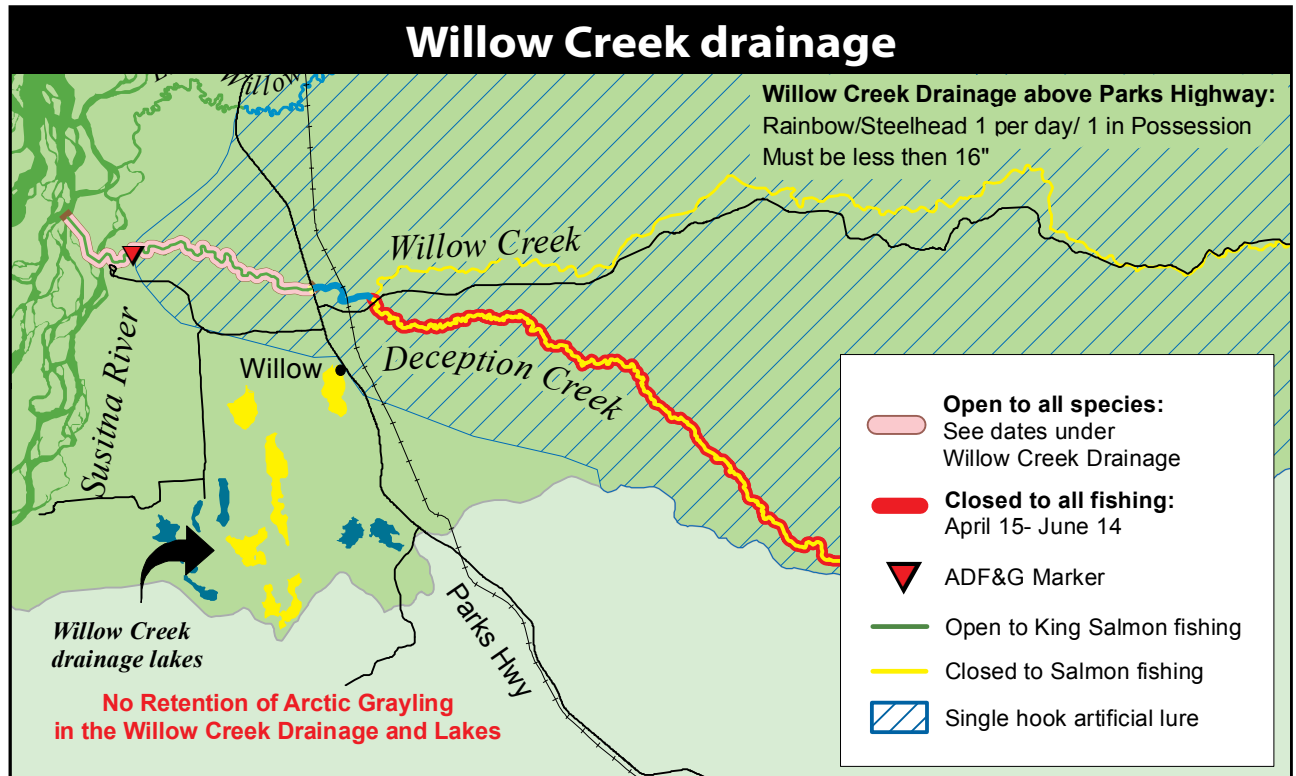 Willow Creek drainage
Willow
Willow Creek Drainage above Parks Highway:
Rainbow/Steelhead 1 per day/ 1 in Possession
Must be less then 16"
Willow Creek
Susitna River
Willow
Deception Creek
Parks Hwy
Willow Creek
drainage lakes
No Retention of Arctic Grayling
in the Willow Creek Drainage and Lakes
Open to all species:
See dates under
Willow Creek Drainage
Closed to all fishing:
April 15- June 14
ADF&G Marker
Open to King Salmon fishing
Closed to Salmon fishing
Single hook artificial lure